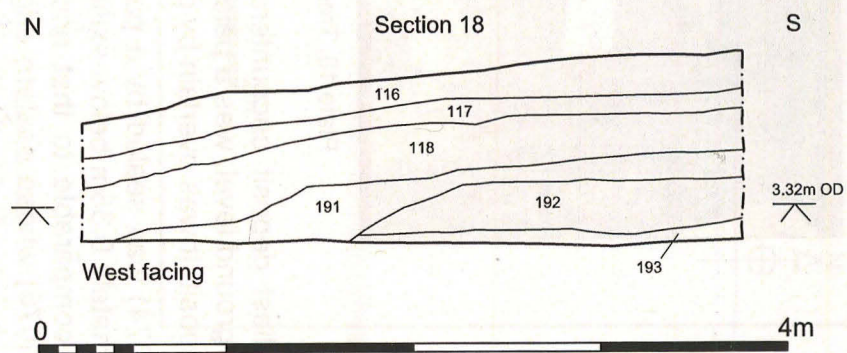 N Section 18 S
116
117
118
191 192 3.32m OD
193
West facing
0 4m